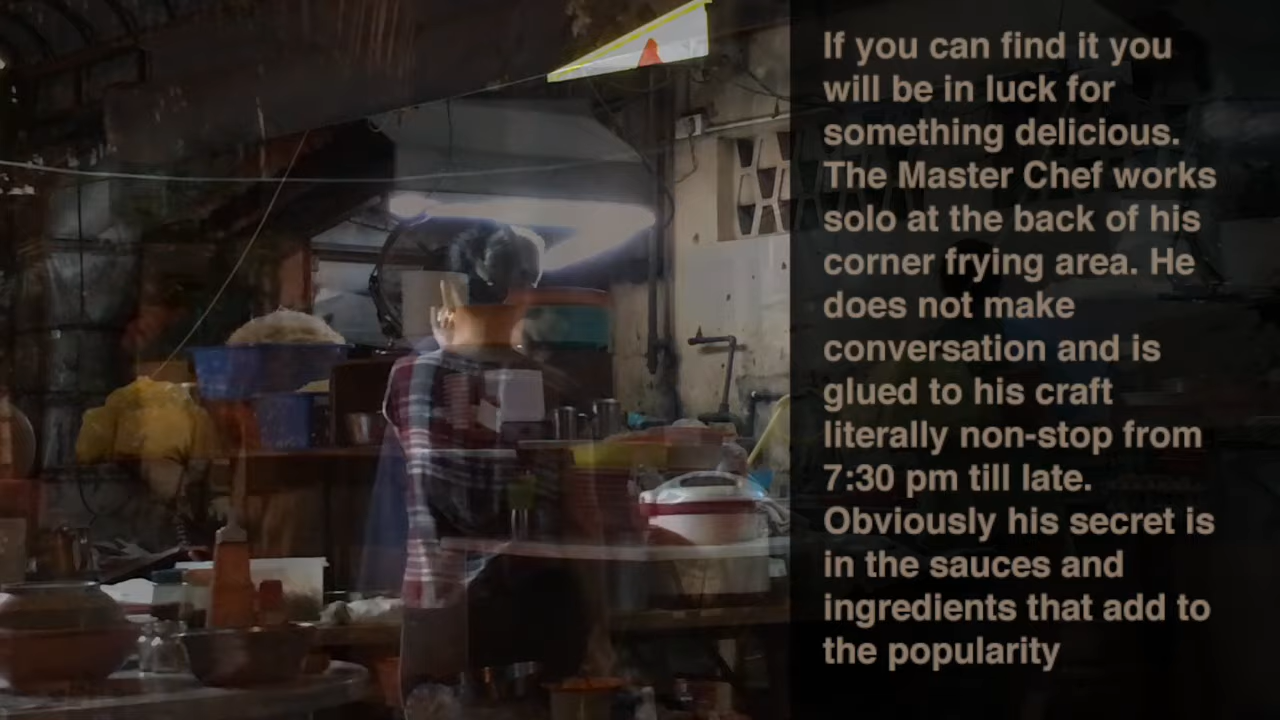 If you can find it you
will be in luck for
something delicious.
The Master Chef works
solo at the back of his
corner frying area. He
does not make
conversation and is
glued to his craft
literally non-stop from
7:30 pm till late.
Obviously his secret is
in the sauces and
ingredients that add to
the popularity